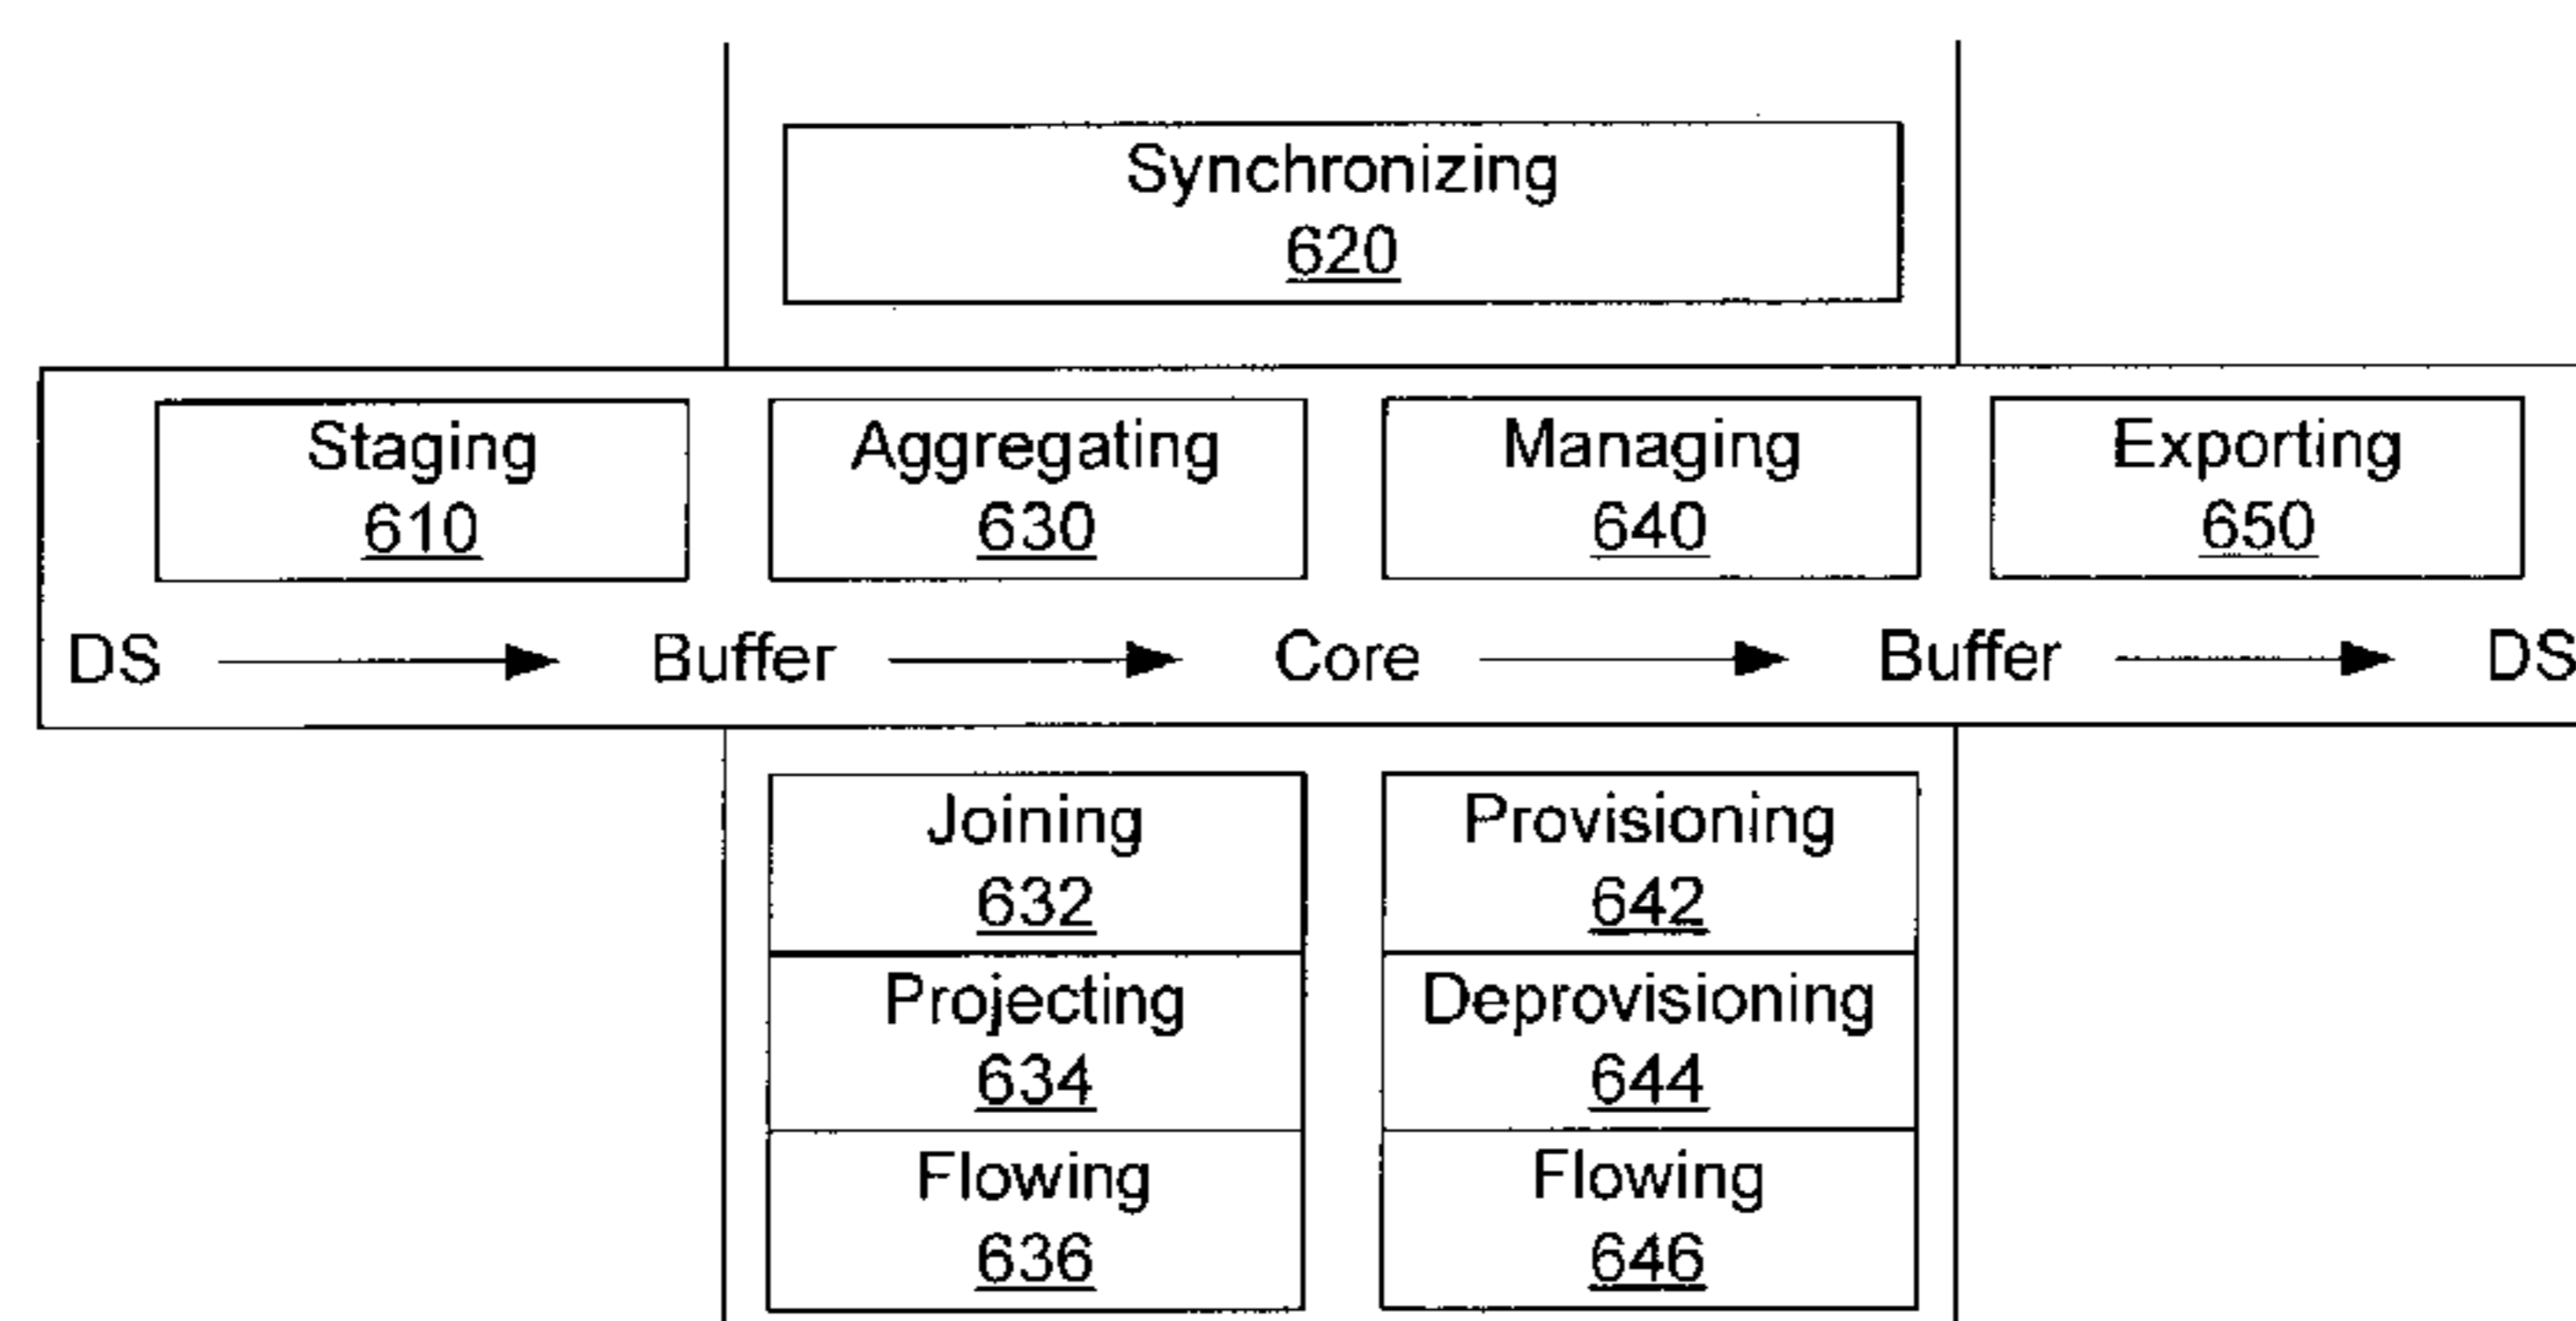 Synchronizing
620
Staging Aggregating Managing Exporting
610 630 640 650
DS Buffer Core Buffer DS
Joining Provisioning
632 642
Projecting Deprovisioning
634 644
Flowing Flowing
636 646